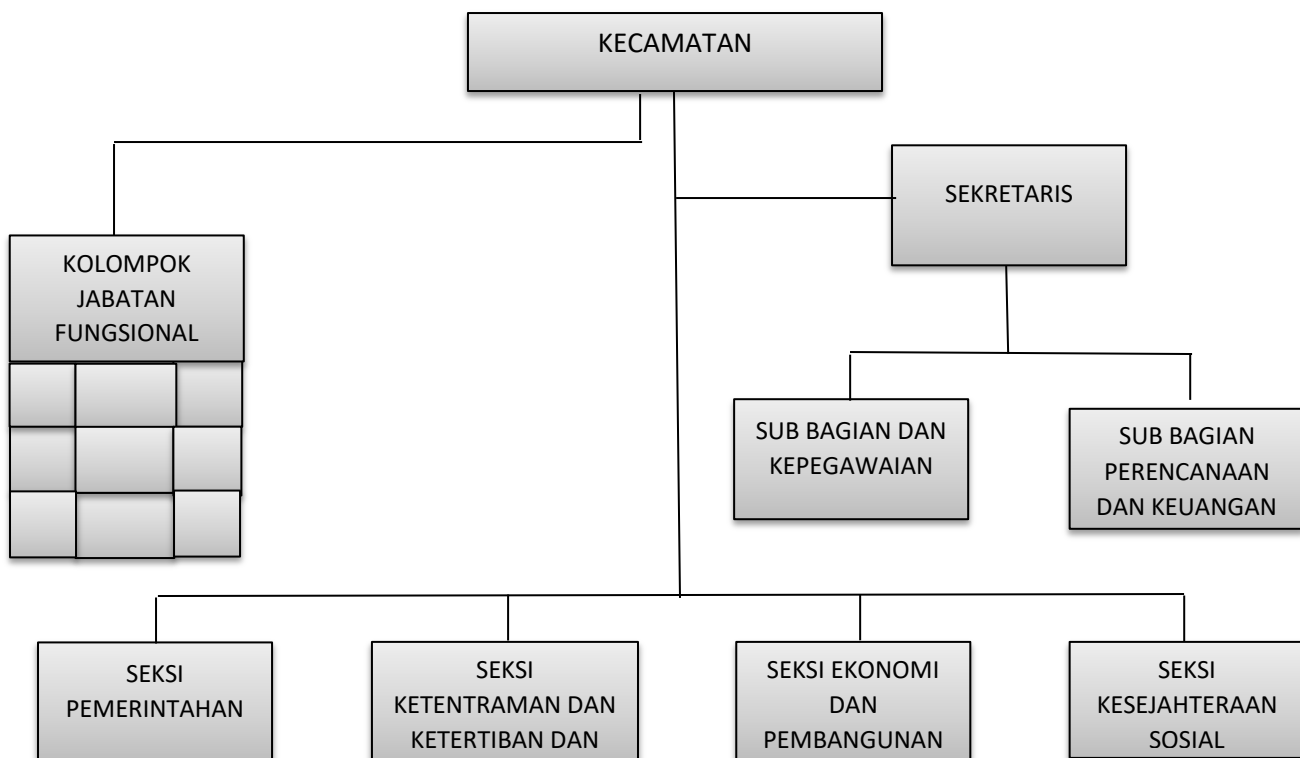 KECAMATAN
SEKRETARIS
KOLOMPOK
JABATAN
FUNGSIONAL
SUB BAGIAN DAN
KEPEGAWAIAN
SUB BAGIAN
PERENCANAAN
DAN KEUANGAN
SEKSI
PEMERINTAHAN
SEKSI
KETENTRAMAN DAN
KETERTIBAN DAN
SEKSI EKONOMI
DAN
PEMBANGUNAN
SEKSI
KESEJAHTERAAN
SOSIAL